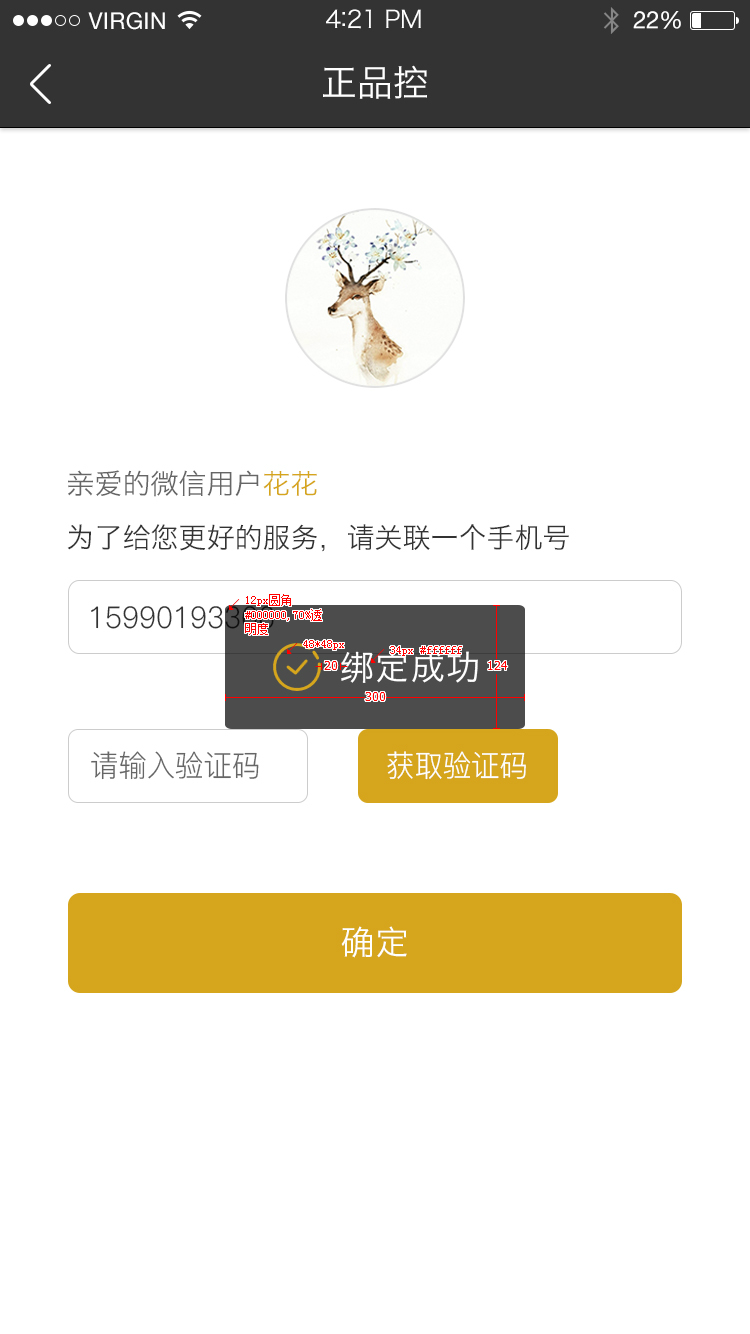 VIRGIN 4:21 PM 22%
正品控
亲爱的微信用户花花
为了给您更好的服务，请关联一个手机号
15990193
12px圆角
#000000,70%透
明度
48*48px
34px #ffffff
20
绑定成功
124
300
请输入验证码
获取验证码
确定